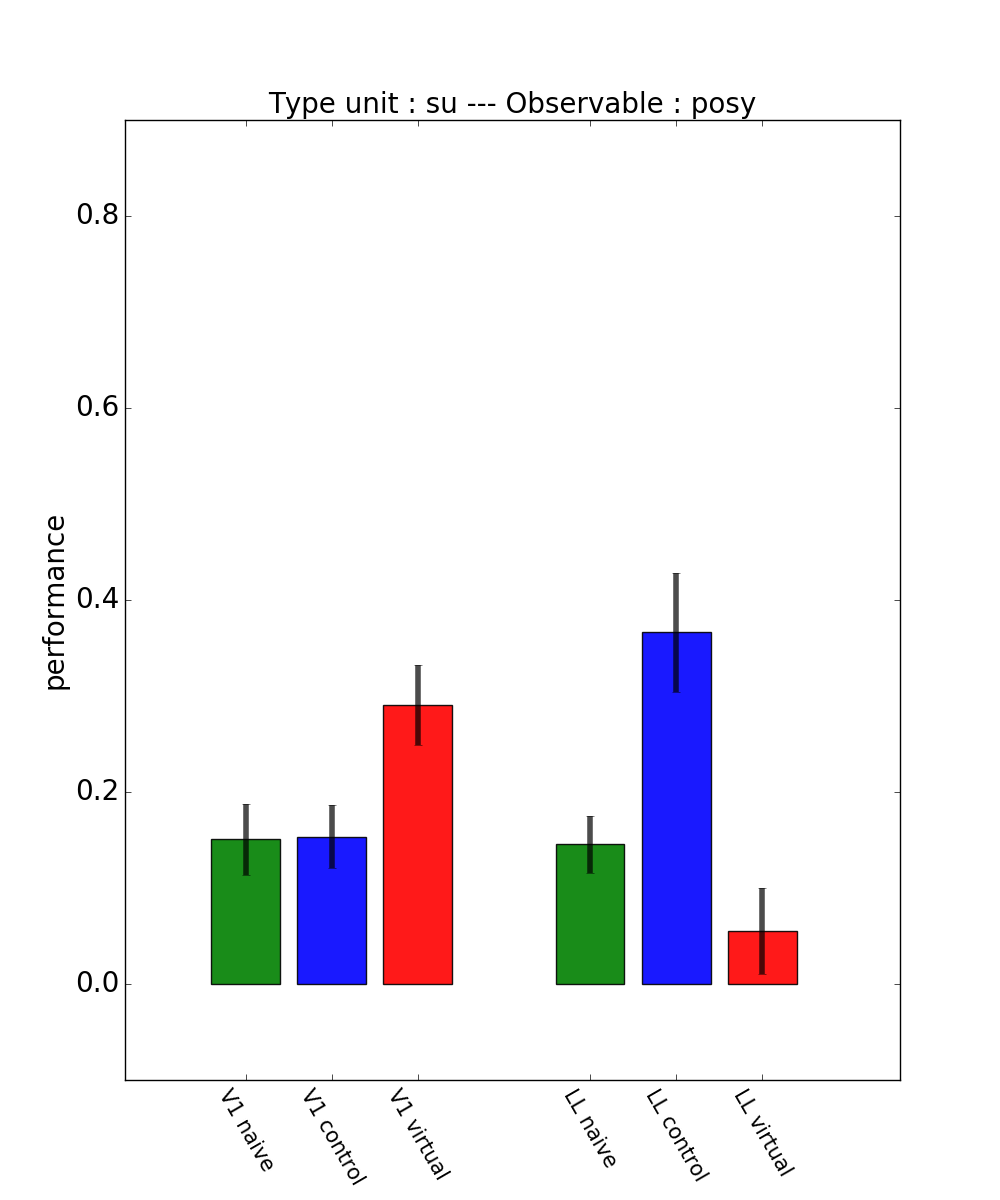 Type unit : su --- Observable : posy
performance
0.8
0.6
0.4
0.2
0.0
V1 naive
V1 control
V1 virtual
LL naive
LL control
LL virtual